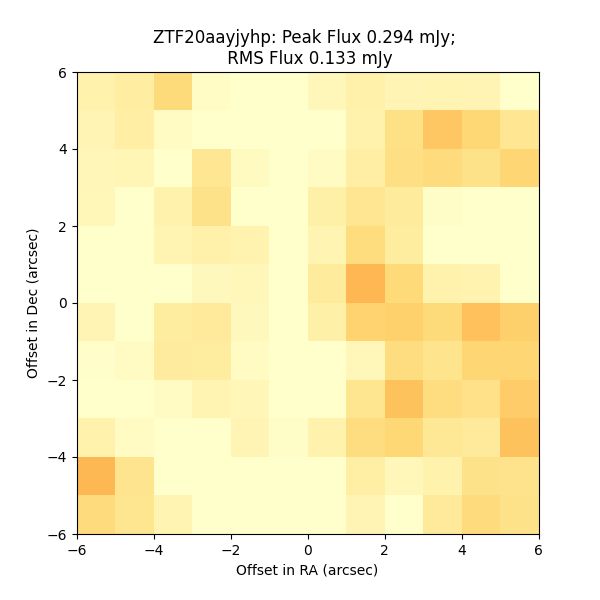 ZTF20aayjyhp: Peak Flux 0.294 mJy;
RMS Flux 0.133 mJy
6
4
2
0
−2
−4
−6
Offset in Dec (arcsec)
−6 −4 −2 0 2 4 6
Offset in RA (arcsec)